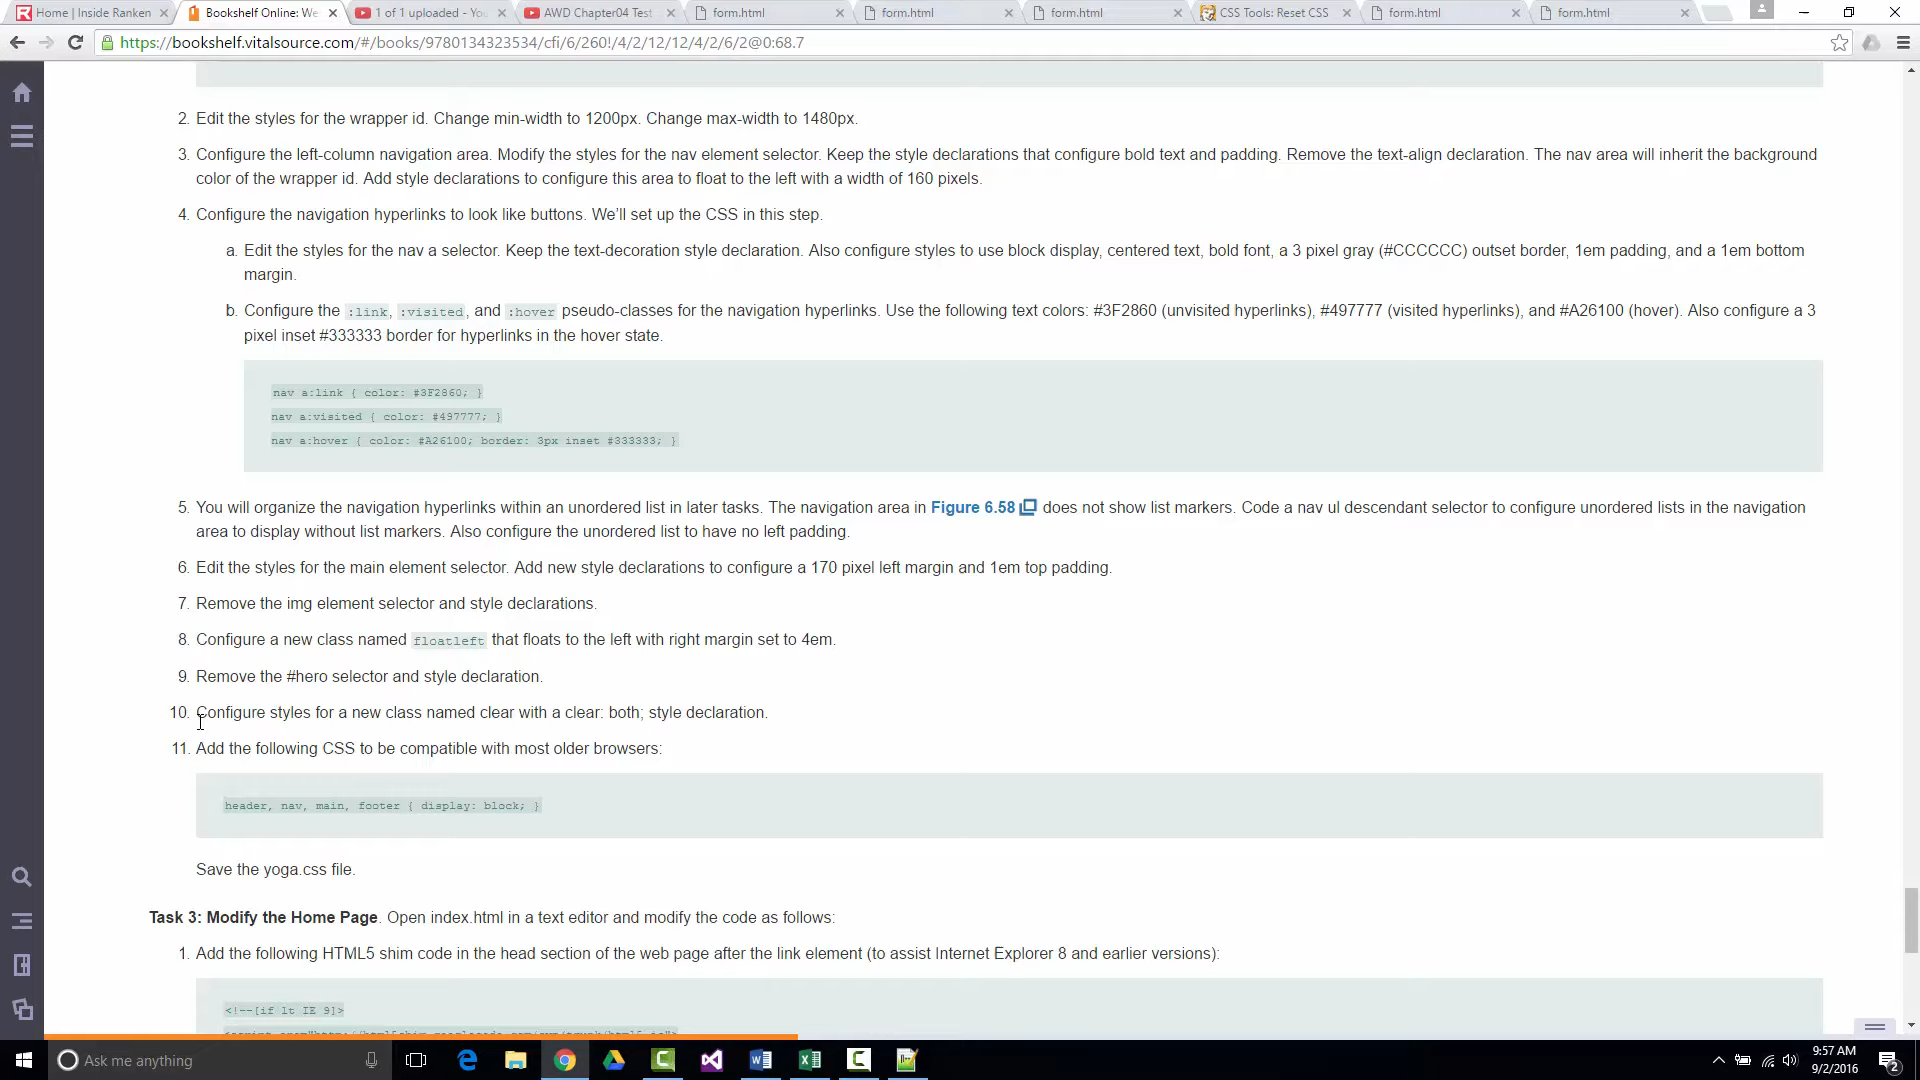 Home | Inside Ranken
Bookshelf Online: We
1 of 1 uploaded - You
AWD Chapter04 Test
form.html
form.html
form.html
CSS Tools: Reset CSS
form.html
form.html
https://bookshelf.vitalsource.com/#/books/9780134323534/cfi/6/260!/4/2/12/12/4/2/6/2@0:68.7
2. Edit the styles for the wrapper id. Change min-width to 1200px. Change max-width to 1480px.
3. Configure the left-column navigation area. Modify the styles for the nav element selector. Keep the style declarations that configure bold text and padding. Remove the text-align declaration. The nav area will inherit the background
color of the wrapper id. Add style declarations to configure this area to float to the left with a width of 160 pixels.
4. Configure the navigation hyperlinks to look like buttons. We'll set up the CSS in this step.
a. Edit the styles for the nav a selector. Keep the text-decoration style declaration. Also configure styles to use block display, centered text, bold font, a 3 pixel gray (#CCCCCC) outset border, 1em padding, and a 1em bottom
margin.
b. Configure the :link, :visited, and :hover pseudo-classes for the navigation hyperlinks. Use the following text colors: #3F2860 (unvisited hyperlinks), #497777 (visited hyperlinks), and #A26100 (hover). Also configure a 3
pixel inset #333333 border for hyperlinks in the hover state.
nav a:link { color: #3F2860; }
nav a:visited { color: #497777; }
nav a:hover { color: #A26100; border: 3px inset #333333; }
5. You will organize the navigation hyperlinks within an unordered list in later tasks. The navigation area in Figure 6.58 does not show list markers. Code a nav ul descendant selector to configure unordered lists in the navigation
area to display without list markers. Also configure the unordered list to have no left padding.
6. Edit the styles for the main element selector. Add new style declarations to configure a 170 pixel left margin and 1em top padding.
7. Remove the img element selector and style declarations.
8. Configure a new class named floatleft that floats to the left with right margin set to 4em.
9. Remove the #hero selector and style declaration.
10. Configure styles for a new class named clear with a clear: both; style declaration.
11. Add the following CSS to be compatible with most older browsers:
header, nav, main, footer { display: block; }
Save the yoga.css file.
Task 3: Modify the Home Page. Open index.html in a text editor and modify the code as follows:
1. Add the following HTML5 shim code in the head section of the web page after the link element (to assist Internet Explorer 8 and earlier versions):
<!--[if lt IE 9]>
Ask me anything
9:57 AM
9/2/2016
2